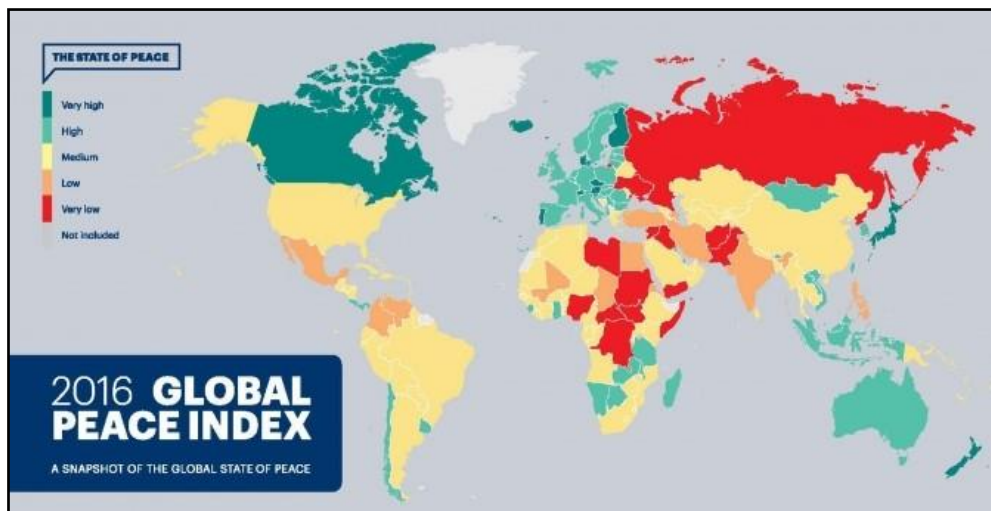 THE STATE OF PEACE
Very high
High
Medium
Low
Very low
Not included
2016 GLOBAL
PEACE INDEX
A SNAPSHOT OF THE GLOBAL STATE OF PEACE